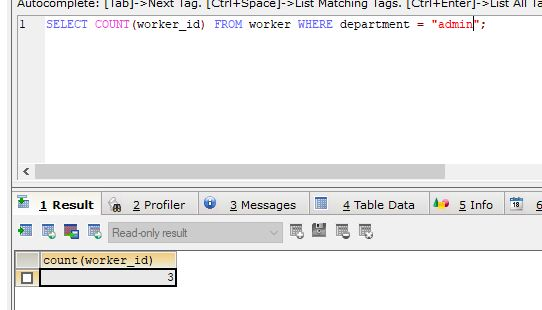 Autocomplete: [Tab]->Next Tag. [Ctrl+Space]->List Matching Tags. [Ctrl+Enter]->List All Ta
1 SELECT COUNT(worker_id) FROM worker WHERE department = "admin";
1 Result 2 Profiler 3 Messages 4 Table Data 5 Info 18 6
Read-only result
count(worker_id)
3